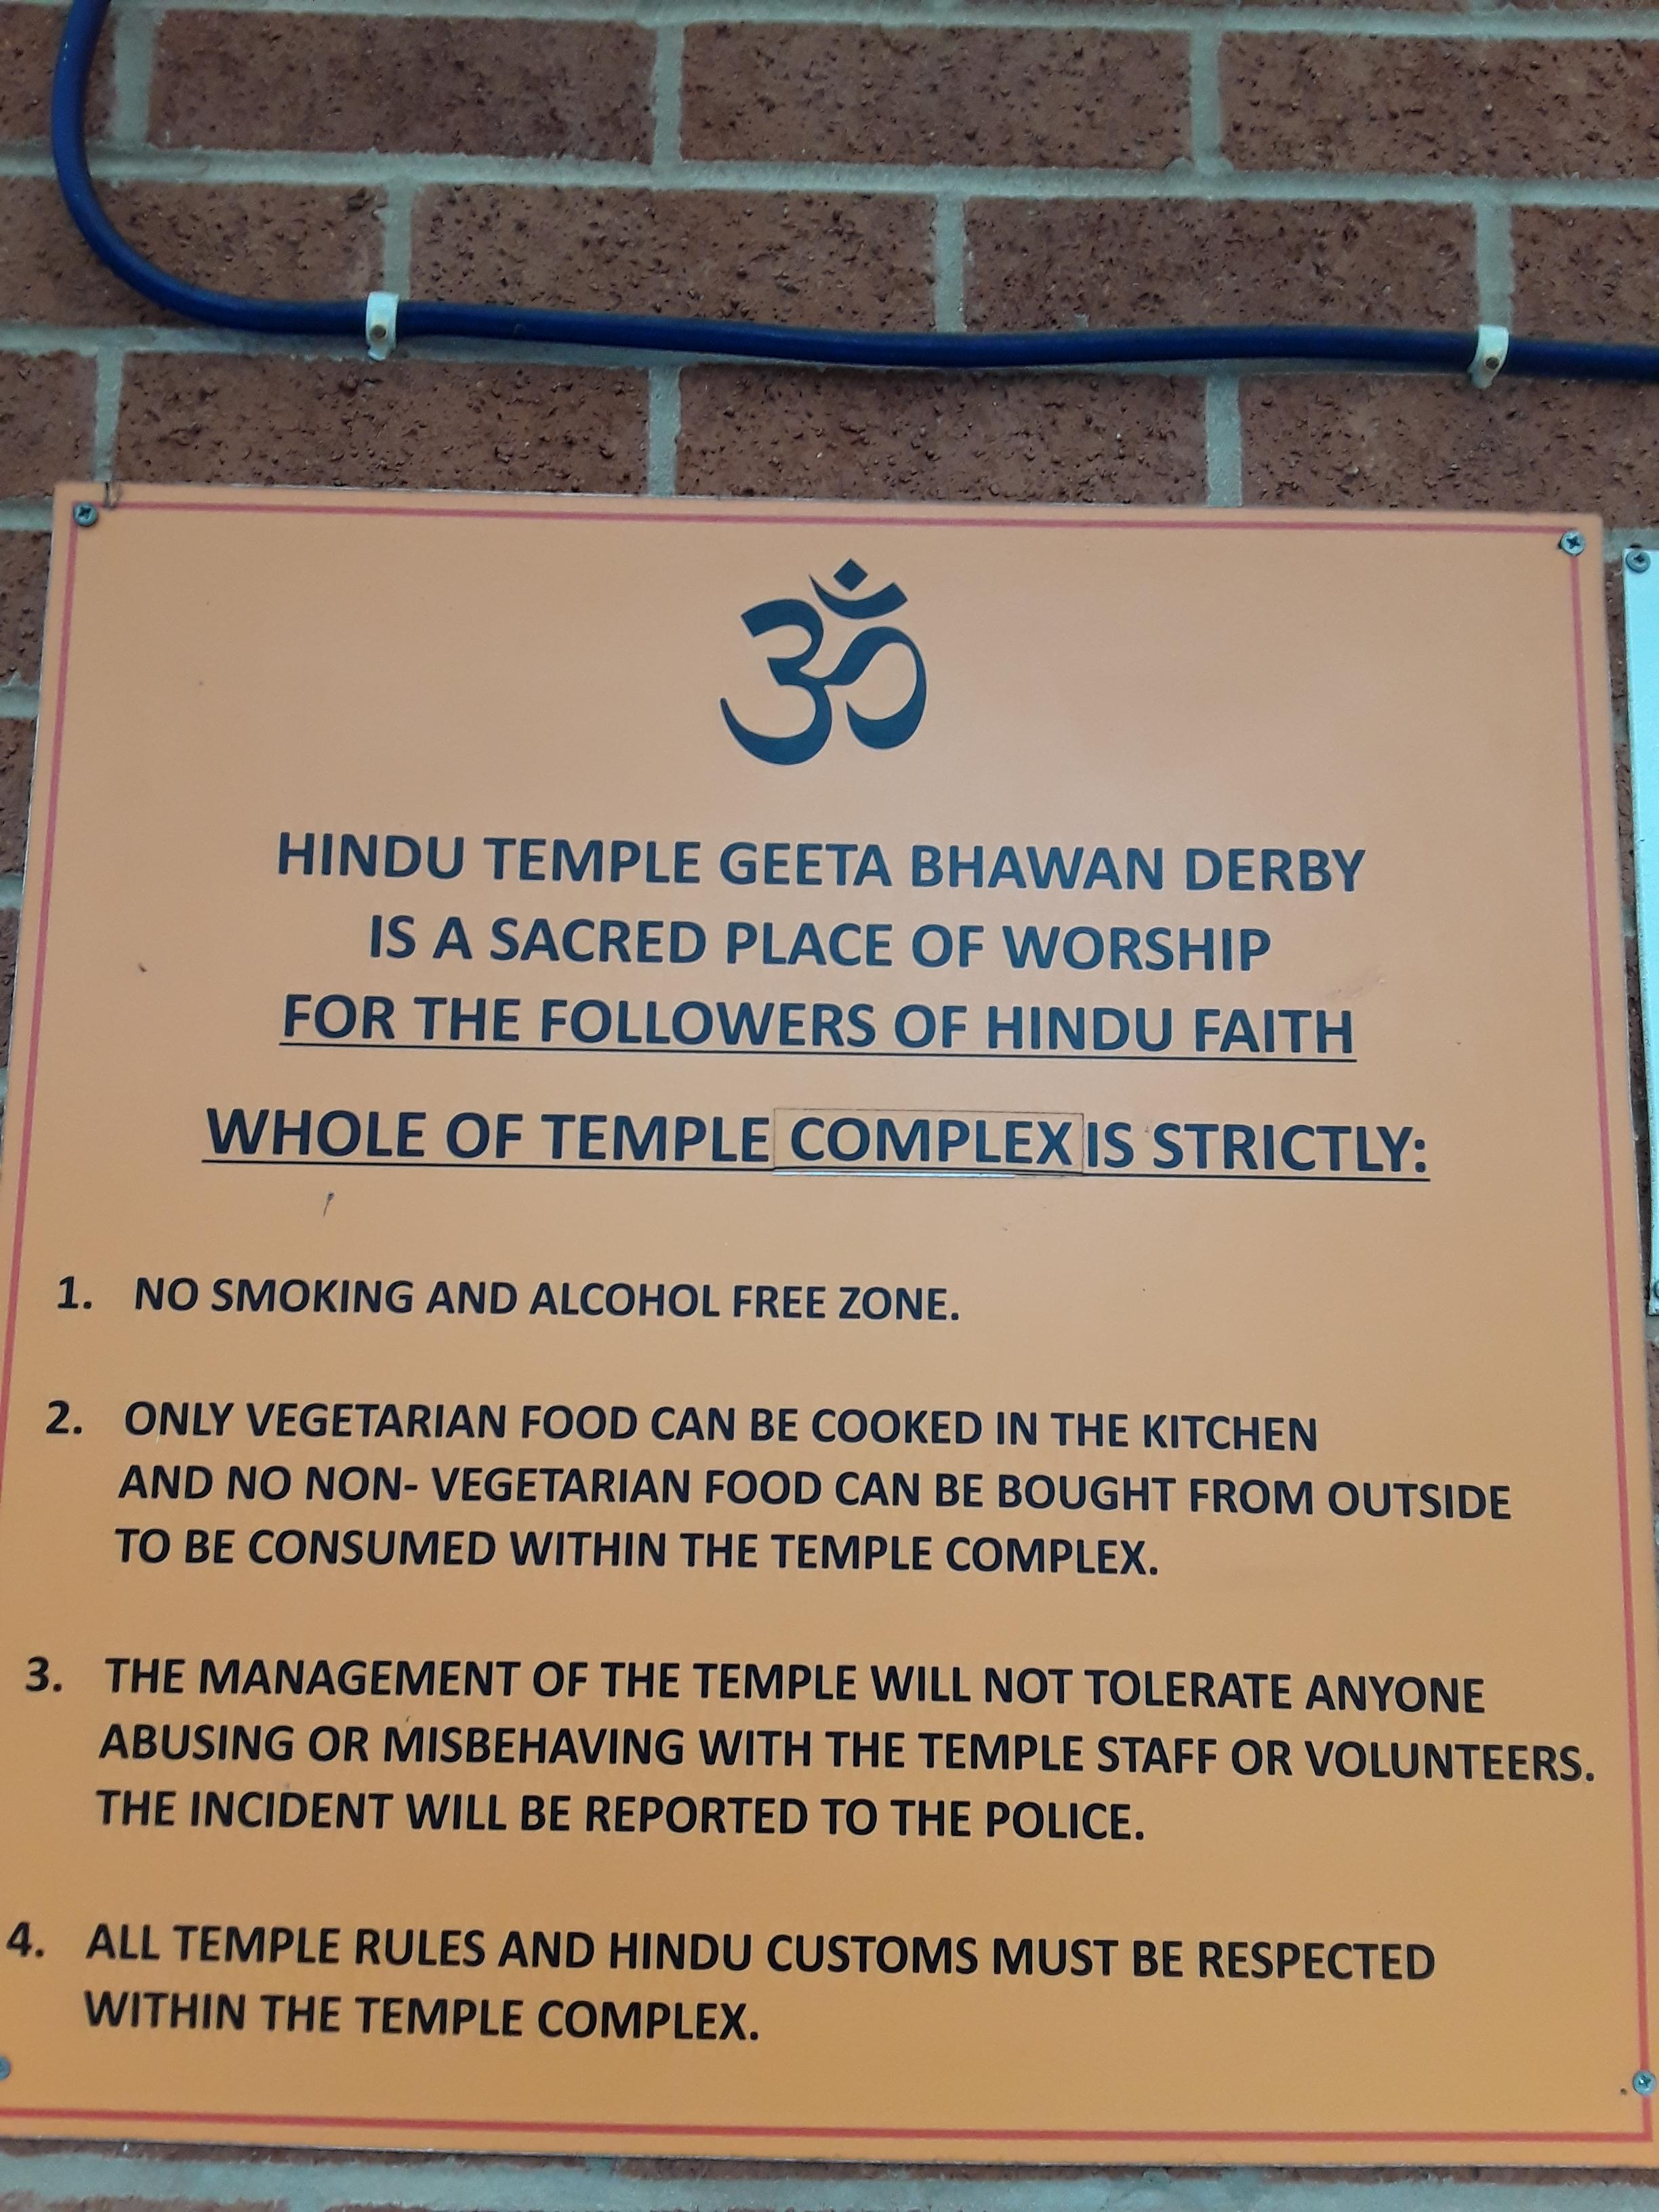 ॐ
HINDU TEMPLE GEETA BHAWAN DERBY
IS A SACRED PLACE OF WORSHIP
FOR THE FOLLOWERS OF HINDU FAITH
WHOLE OF TEMPLE COMPLEX IS STRICTLY:
1. NO SMOKING AND ALCOHOL FREE ZONE.
2. ONLY VEGETARIAN FOOD CAN BE COOKED IN THE KITCHEN
AND NO NON- VEGETARIAN FOOD CAN BE BOUGHT FROM OUTSIDE
TO BE CONSUMED WITHIN THE TEMPLE COMPLEX.
3. THE MANAGEMENT OF THE TEMPLE WILL NOT TOLERATE ANYONE
ABUSING OR MISBEHAVING WITH THE TEMPLE STAFF OR VOLUNTEERS.
THE INCIDENT WILL BE REPORTED TO THE POLICE.
4. ALL TEMPLE RULES AND HINDU CUSTOMS MUST BE RESPECTED
WITHIN THE TEMPLE COMPLEX.